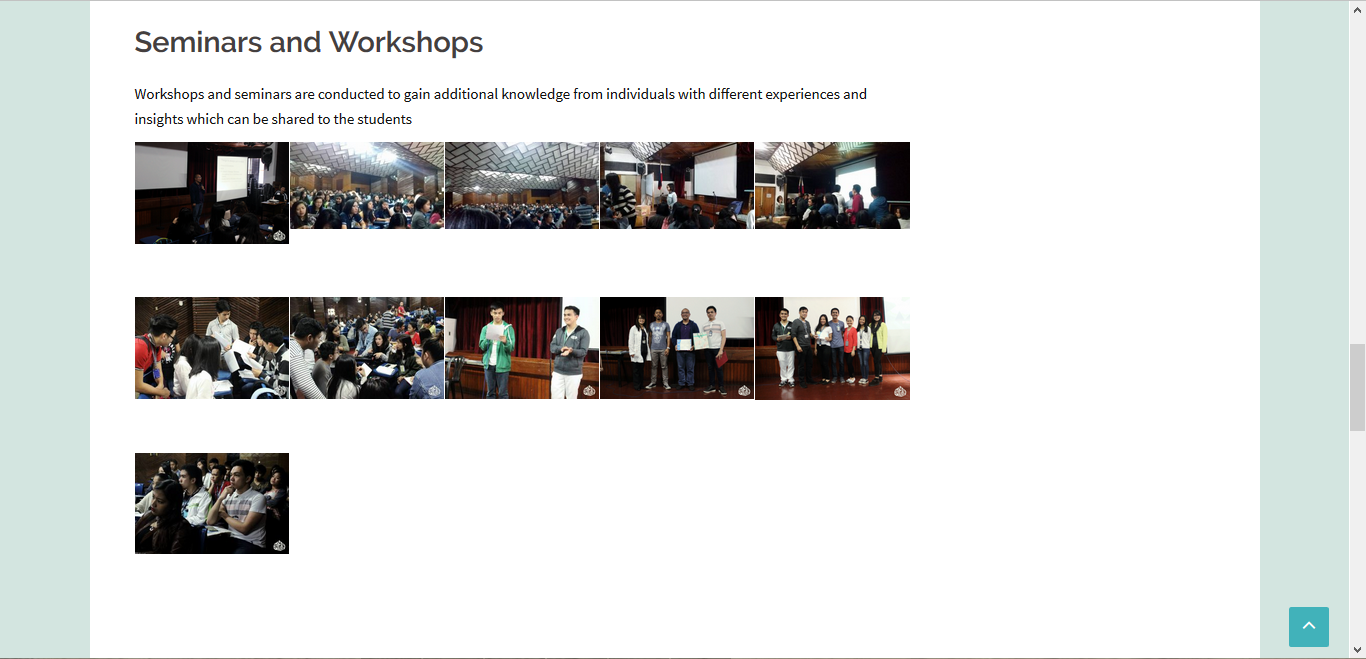 Seminars and Workshops
Workshops and seminars are conducted to gain additional knowledge from individuals with different experiences and
insights which can be shared to the students